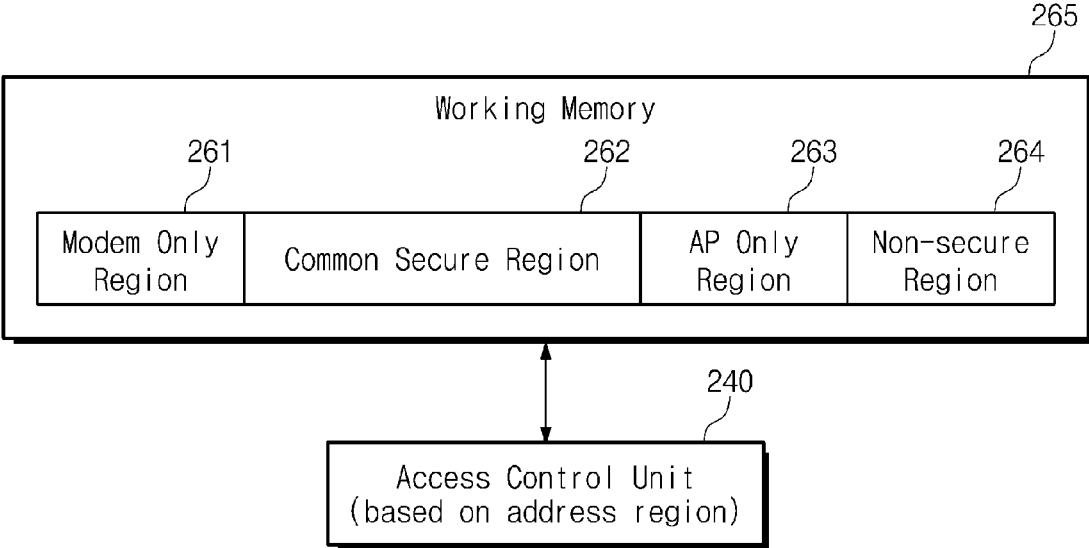 265
Working Memory
261
262
263
264
Modem Only
Region
Common Secure Region
AP Only
Region
Non-secure
Region
240
Access Control Unit
(based on address region)